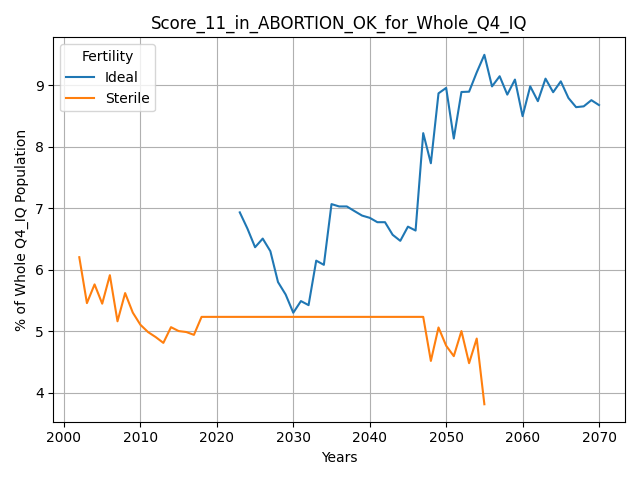 Score_11_in_ABORTION_OK_for_Whole_Q4_IQ
Fertility
Ideal
Sterile
% of Whole Q4_IQ Population
9
8
7
6
5
4
2000 2010 2020 2030 2040 2050 2060 2070
Years